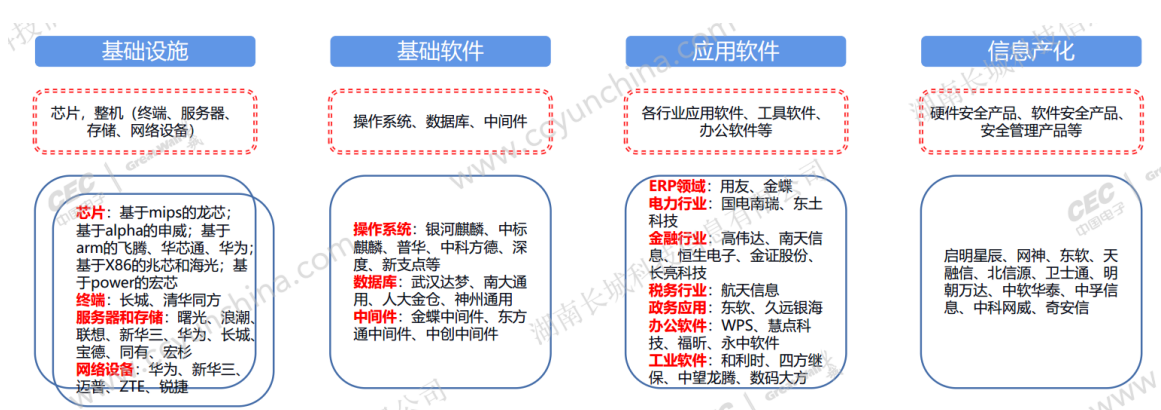 基础设施
芯片，整机（终端、服务器、
存储、网络设备）
芯片：基于mips的龙芯；
基于alpha的申威；基于
arm的飞腾、华芯通、华为；
基于X86的兆芯和海光；基
于power的宏芯
终端：长城、清华同方
服务器和存储：曙光、浪潮、
联想、新华三、华为、长城、
宝德、同有、宏杉
网络设备：华为、新华三、
迈普、ZTE、锐捷
基础软件
操作系统、数据库、中间件
操作系统：银河麒麟、中标
麒麟、普华、中科方德、深
度、新支点等
数据库：武汉达梦、南大通
用、人大金仓、神州通用
中间件：金蝶中间件、东方
通中间件、中创中间件
应用软件
各行业应用软件、工具软件、
办公软件等
ERP领域：用友、金蝶
电力行业：国电南瑞、东土
科技
金融行业：高伟达、南天信
息、恒生电子、金证股份、
长亮科技
税务行业：航天信息
政务应用：东软、久远银海
办公软件：WPS、慧点科
技、福昕、永中软件
工业软件：和利时、四方继
保、中望龙腾、数码大方
信息产化
硬件安全产品、软件安全产品、
安全管理产品等
启明星辰、网神、东软、天
融信、北信源、卫士通、明
朝万达、中软华泰、中孚信
息、中科网威、奇安信
www.ccyunchina.com
CEC
中国电子
GreatWall
CEC
中国电子